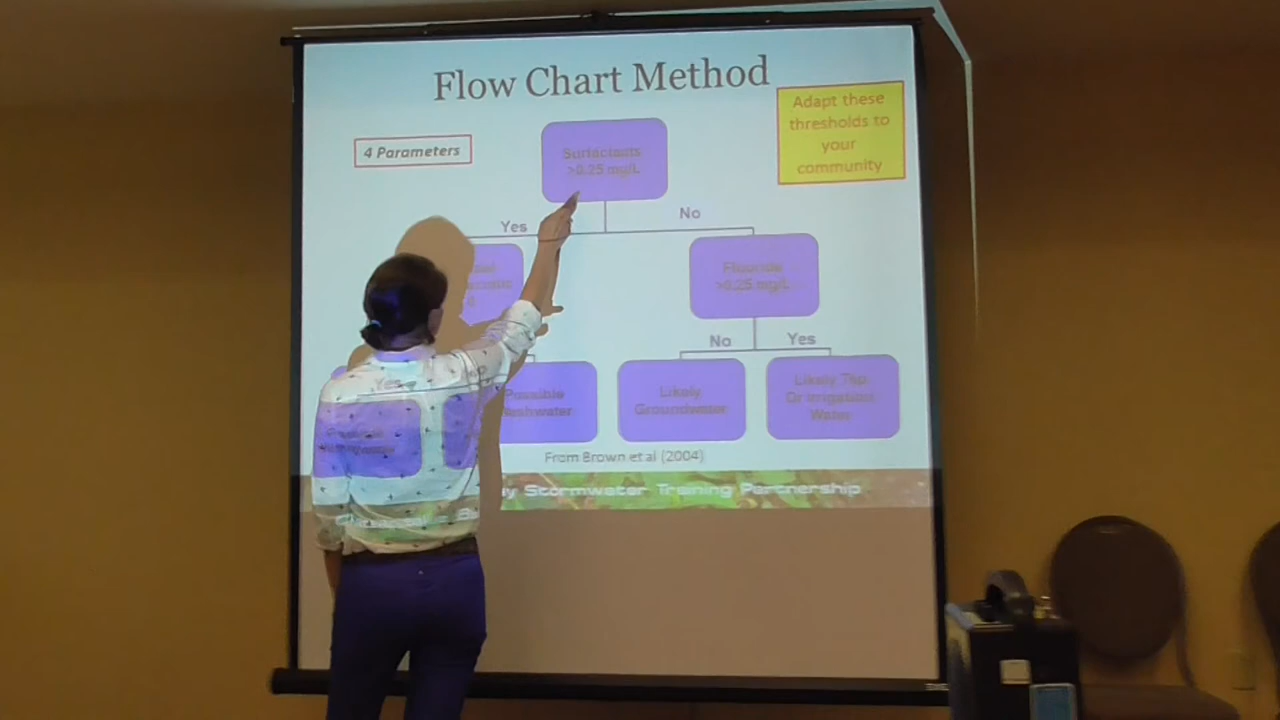 Flow Chart Method
Adapt these
thresholds to
your
community
4 Parameters
Surfactants
>0.25 mg/L
Yes
No
Fluoride
>0.25 mg/L
No
Yes
Yes
Possible
Likely
Groundwater
Likely Tap
Or Irrigation
Water
From Brown et al (2004)
Stormwater Training Partnership